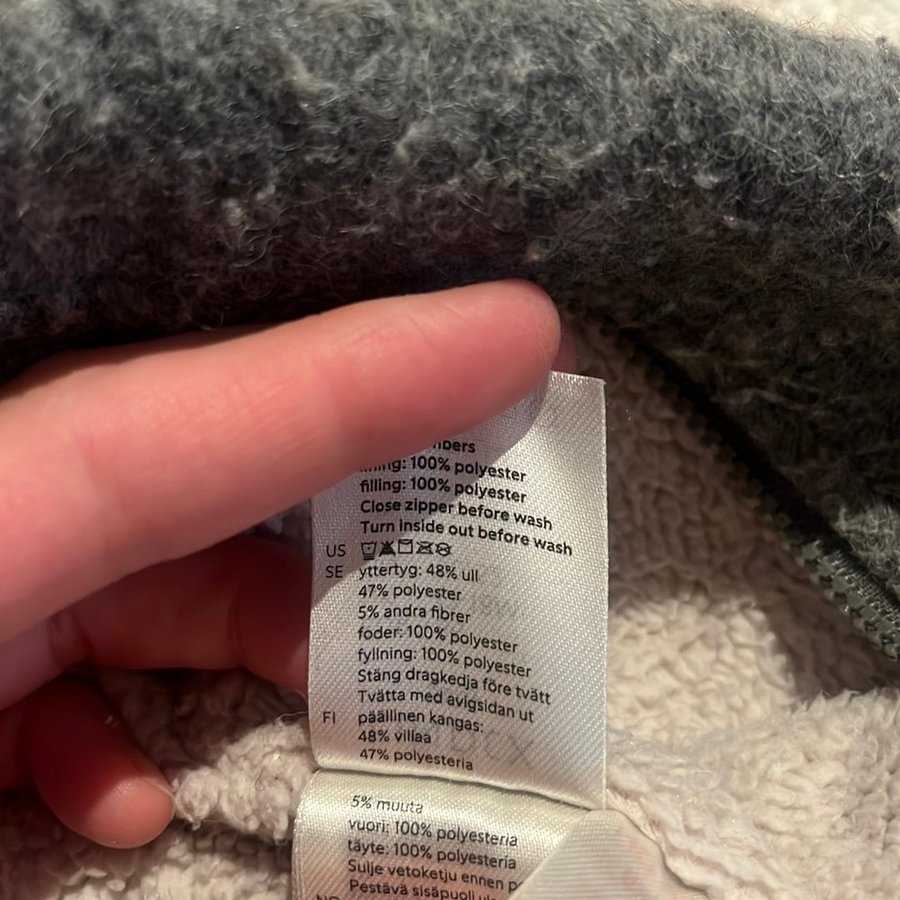 lining: 100% polyester
filling: 100% polyester
Close zipper before wash
Turn inside out before wash
US
SE yttertyg: 48% ull
47% polyester
5% andra fibrer
foder: 100% polyester
fyllning: 100% polyester
Stäng dragkedja före tvätt
Tvätta med avigsidan ut
FI päällinen kangas:
48% villaa
47% polyesteria
5% muuta
vuori: 100% polyesteria
täyte: 100% polyesteria
Sulje vetoketju ennen
Pestävä sisäpuoli